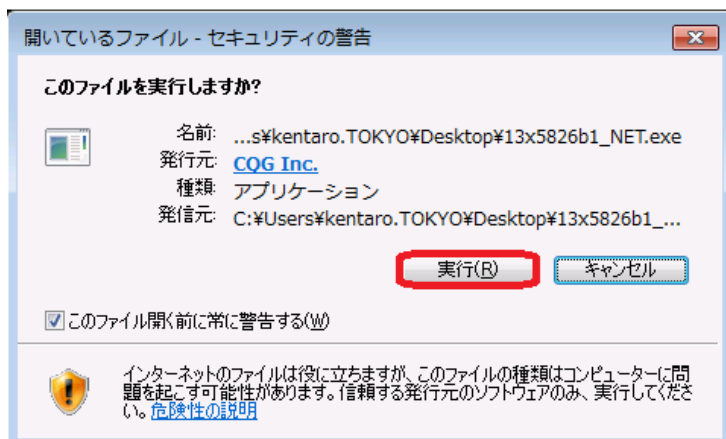 開いているファイル - セキュリティの警告
このファイルを実行しますか?
名前: ...s¥kentaro.TOKYO¥Desktop¥13x5826b1_NET.exe
発行元: CQG Inc.
種類: アプリケーション
発信元: C:¥Users¥kentaro.TOKYO¥Desktop¥13x5826b1_...
実行(R) キャンセル
このファイル開く前に常に警告する(W)
インターネットのファイルは役に立ちますが、このファイルの種類はコンピューターに問
題を起こす可能性があります。信頼する発行元のソフトウェアのみ、実行してくださ
い。危険性の説明